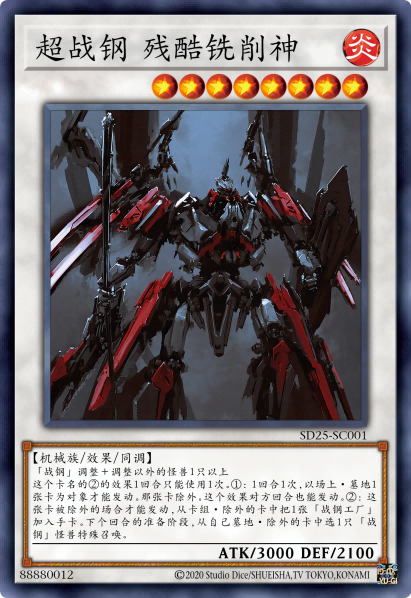 超战钢 残酷铣削神
炎
SD25-SC001
【机械族/效果/同调】
「战钢」调整＋调整以外的怪兽1只以上
这个卡名的②的效果1回合只能使用1次。①：1回合1次，以场上·墓地1
张卡为对象才能发动。那张卡除外。这个效果对方回合也能发动。②：这
张卡被除外的场合才能发动，从卡组·除外的卡中把1张「战钢工厂」
加入手卡。下个回合的准备阶段，从自己墓地·除外的卡中选1只「战
钢」怪兽特殊召唤。
ATK/3000 DEF/2100
88880012
©2020 Studio Dice/SHUEISHA,TV TOKYO,KONAMI